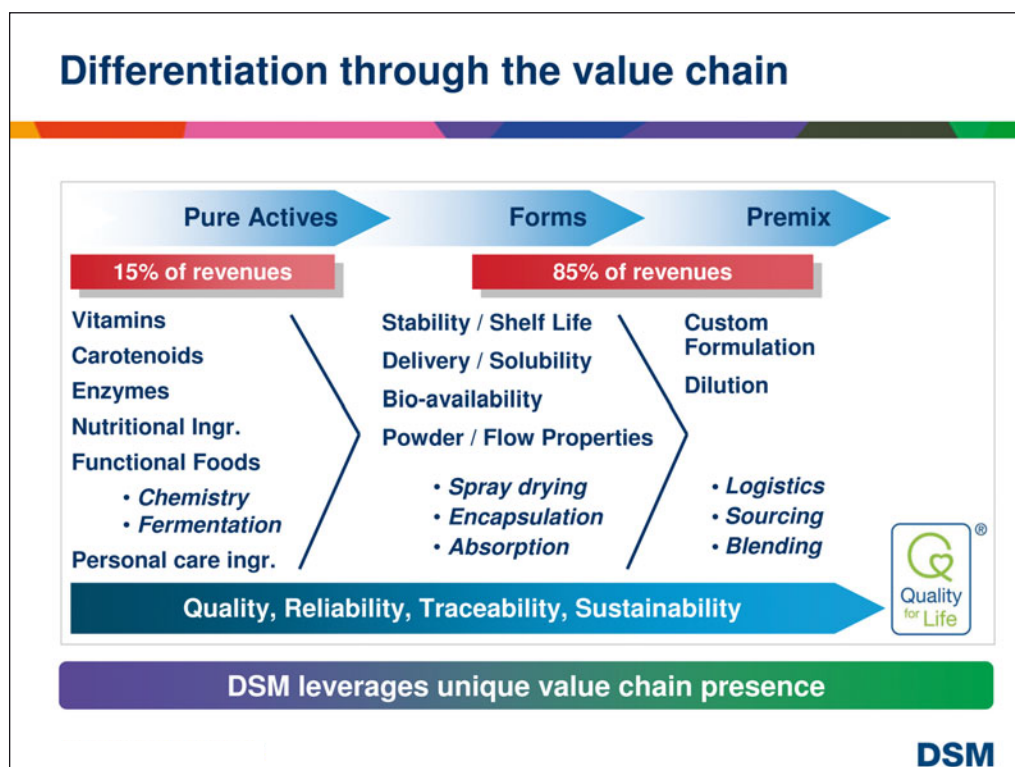 Differentiation through the value chain
Pure Actives
Forms
Premix
15% of revenues
85% of revenues
Vitamins
Carotenoids
Enzymes
Nutritional Ingr.
Functional Foods
• Chemistry
• Fermentation
Personal care ingr.
Stability / Shelf Life
Delivery / Solubility
Bio-availability
Powder / Flow Properties
• Spray drying
• Encapsulation
• Absorption
Custom
Formulation
Dilution
• Logistics
• Sourcing
• Blending
Quality, Reliability, Traceability, Sustainability
®
Quality
for Life
DSM leverages unique value chain presence
DSM